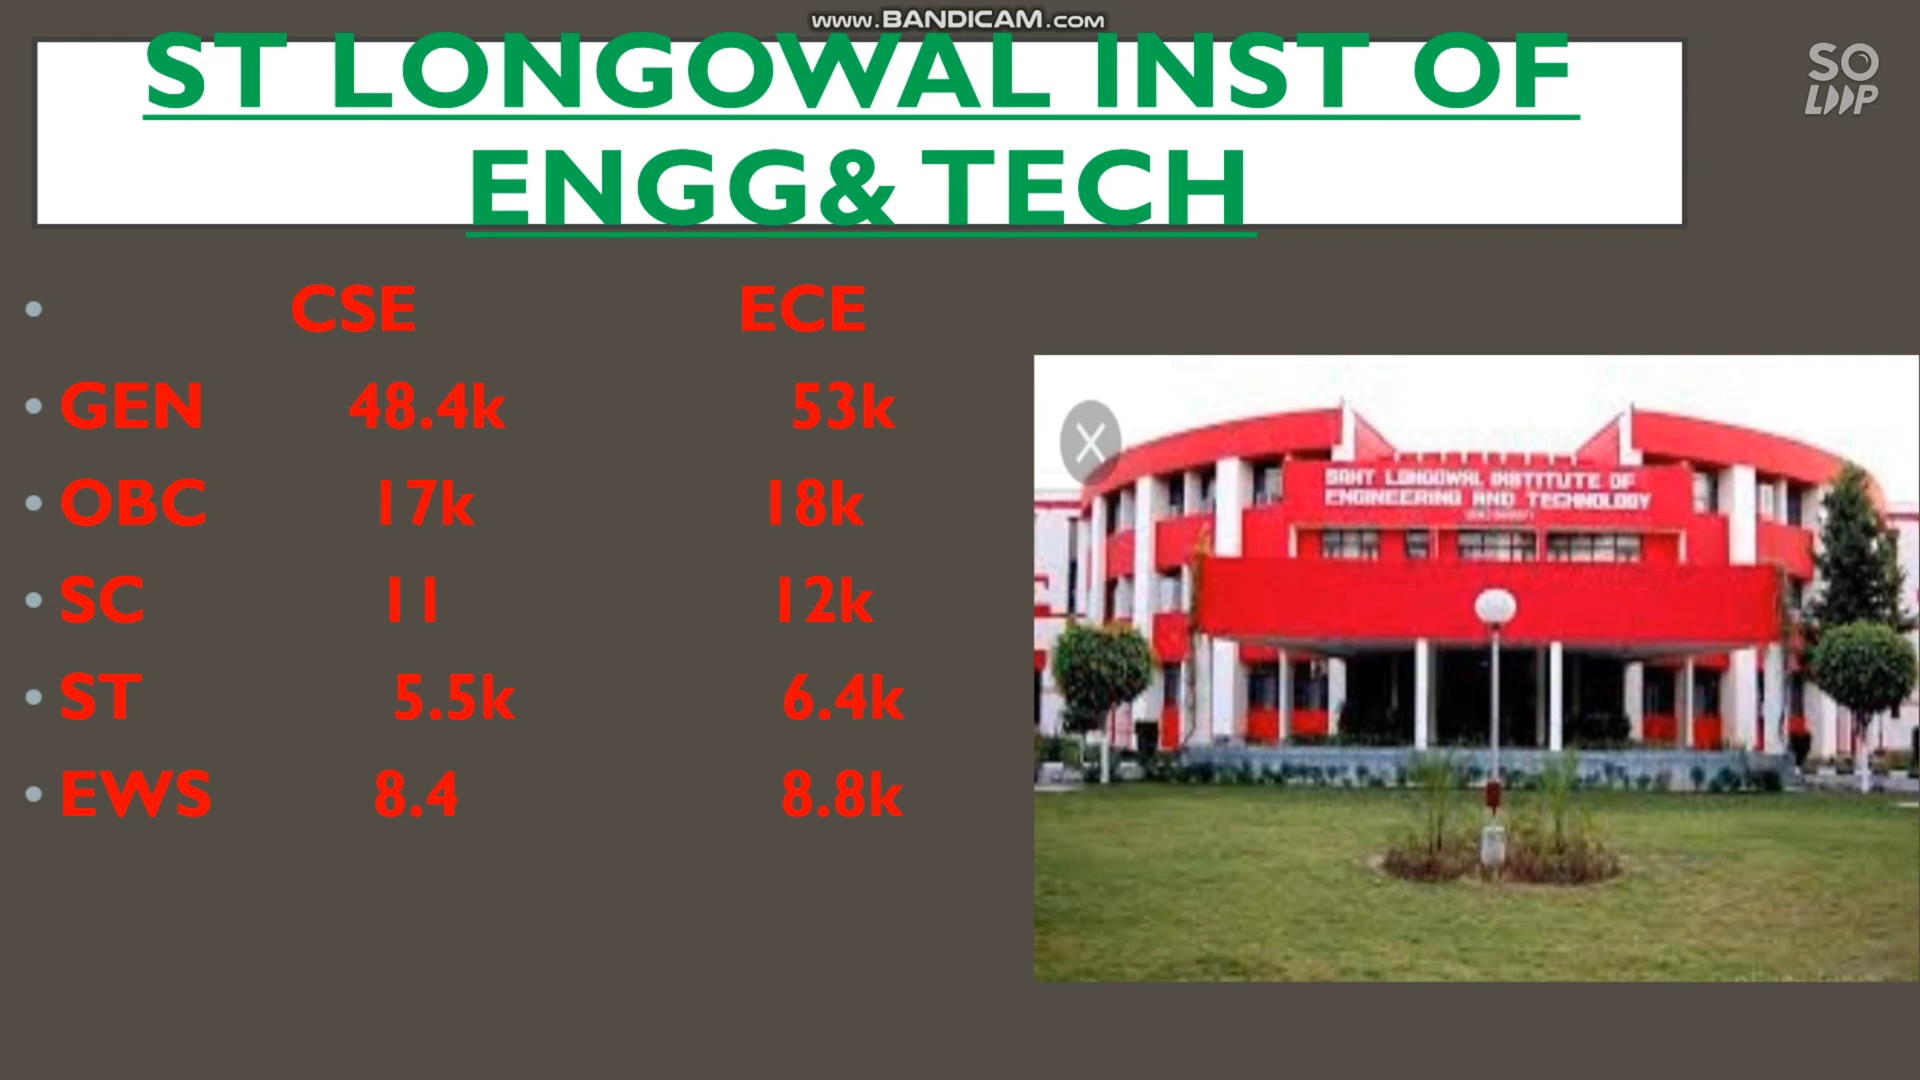 www.BANDICAM.com
ST LONGOWAL INST OF
ENGG& TECH
SO
LOOP
CSE ECE
GEN 48.4k 53k
OBC 17k 18k
SC 11 12k
ST 5.5k 6.4k
EWS 8.4 8.8k
SANT LONGOWAL INSTITUTE OF
ENGINEERING AND TECHNOLOGY